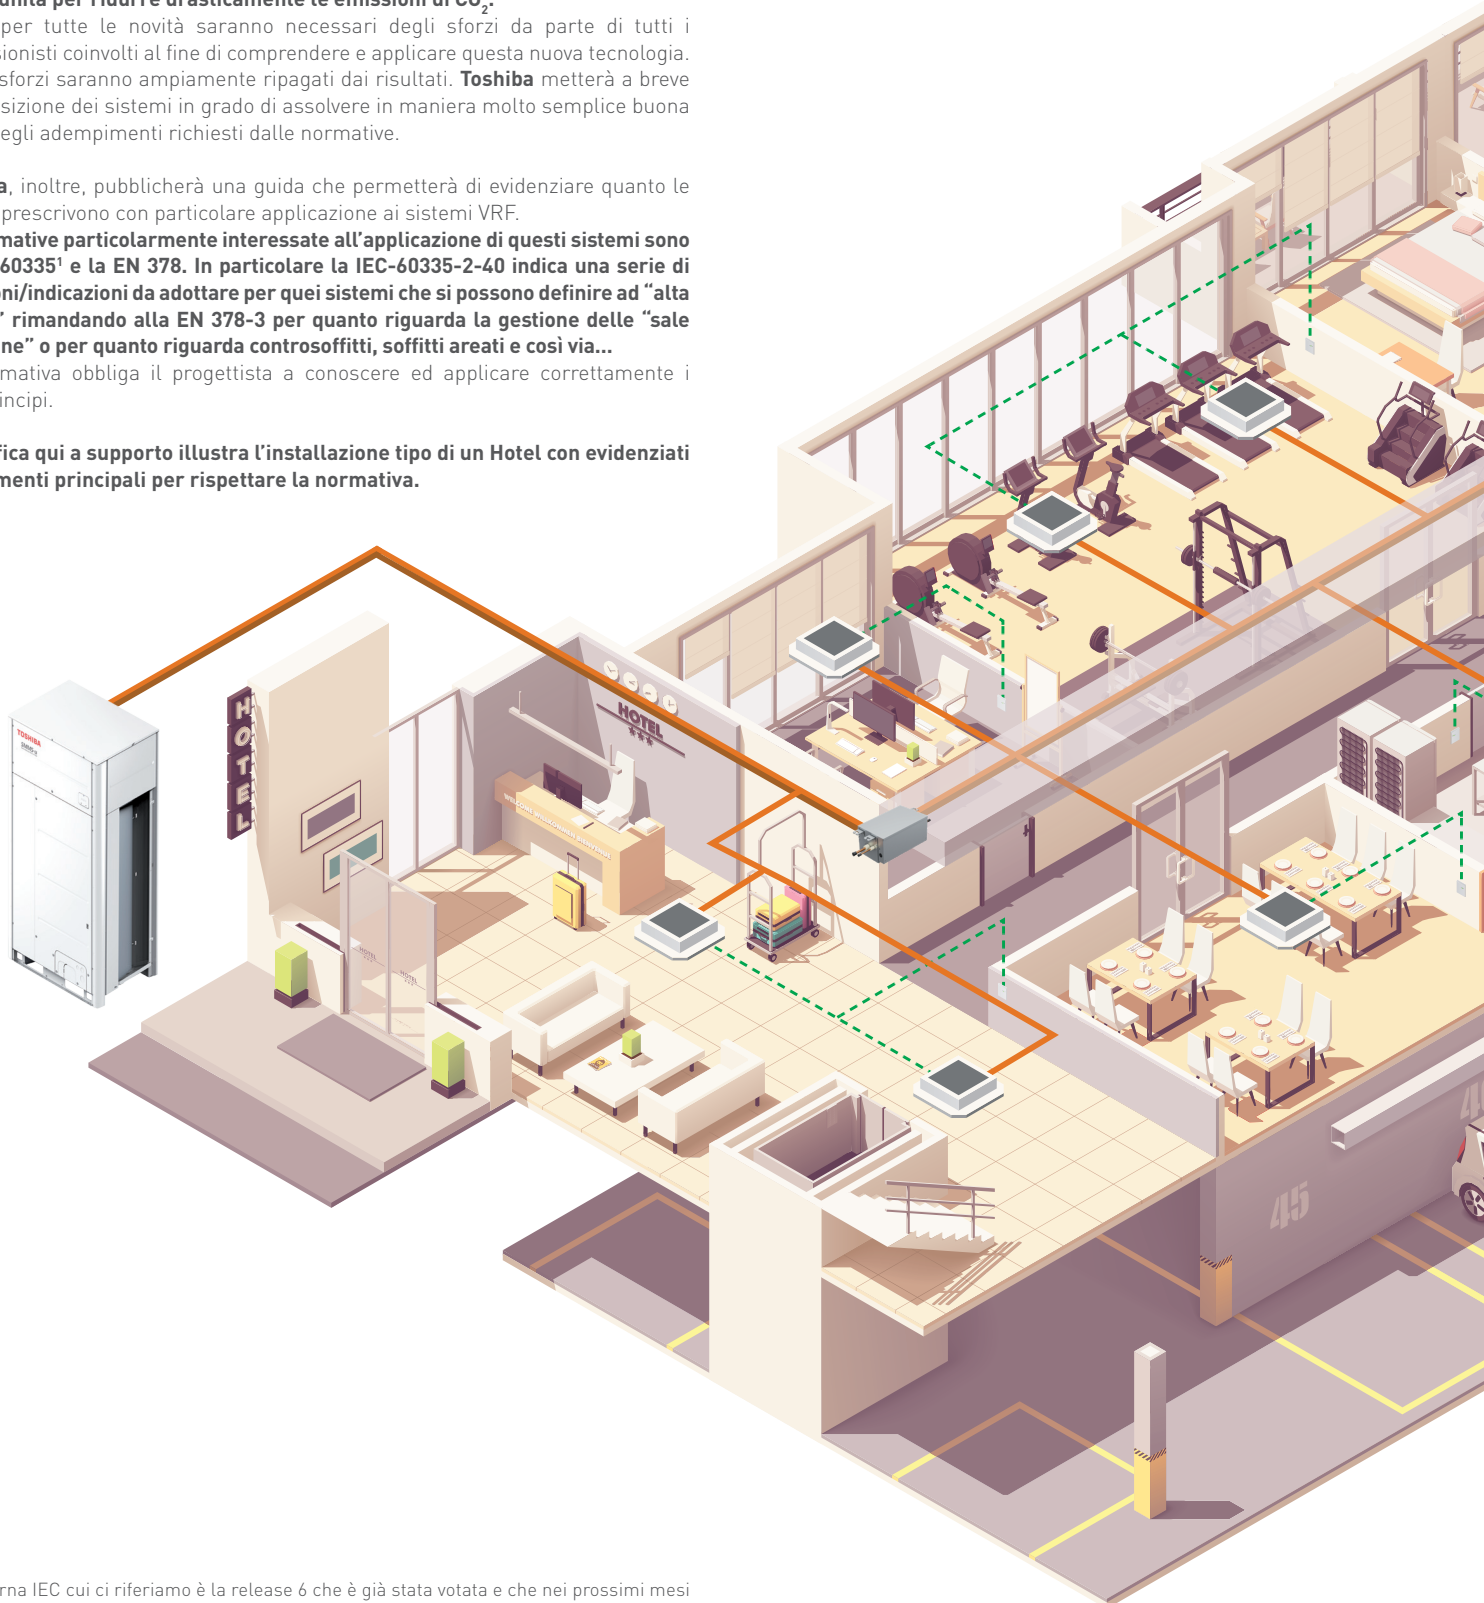 unità per ridurre drasticamente le emissioni di CO₂.
per tutte le novità saranno necessari degli sforzi da parte di tutti i
sionisti coinvolti al fine di comprendere e applicare questa nuova tecnologia.
sforzi saranno ampiamente ripagati dai risultati. Toshiba metterà a breve
sizione dei sistemi in grado di assolvere in maniera molto semplice buona
egli adempimenti richiesti dalle normative.
a, inoltre, pubblicherà una guida che permetterà di evidenziare quanto le
prescrivono con particolare applicazione ai sistemi VRF.
mative particolarmente interessate all’applicazione di questi sistemi sono
60335¹ e la EN 378. In particolare la IEC-60335-2-40 indica una serie di
oni/indicazioni da adottare per quei sistemi che si possono definire ad “alta
” rimandando alla EN 378-3 per quanto riguarda la gestione delle “sale
ne” o per quanto riguarda controsoffitti, soffitti areati e così via...
mativa obbliga il progettista a conoscere ed applicare correttamente i
incipi.
fica qui a supporto illustra l’installazione tipo di un Hotel con evidenziati
menti principali per rispettare la normativa.
HOTEL
HOTEL
TOSHIBA
WELCOME WILLKOMMEN BIENVENUE
HOTEL
HOTEL
46
45
rna IEC cui ci riferiamo è la release 6 che è già stata votata e che nei prossimi mesi